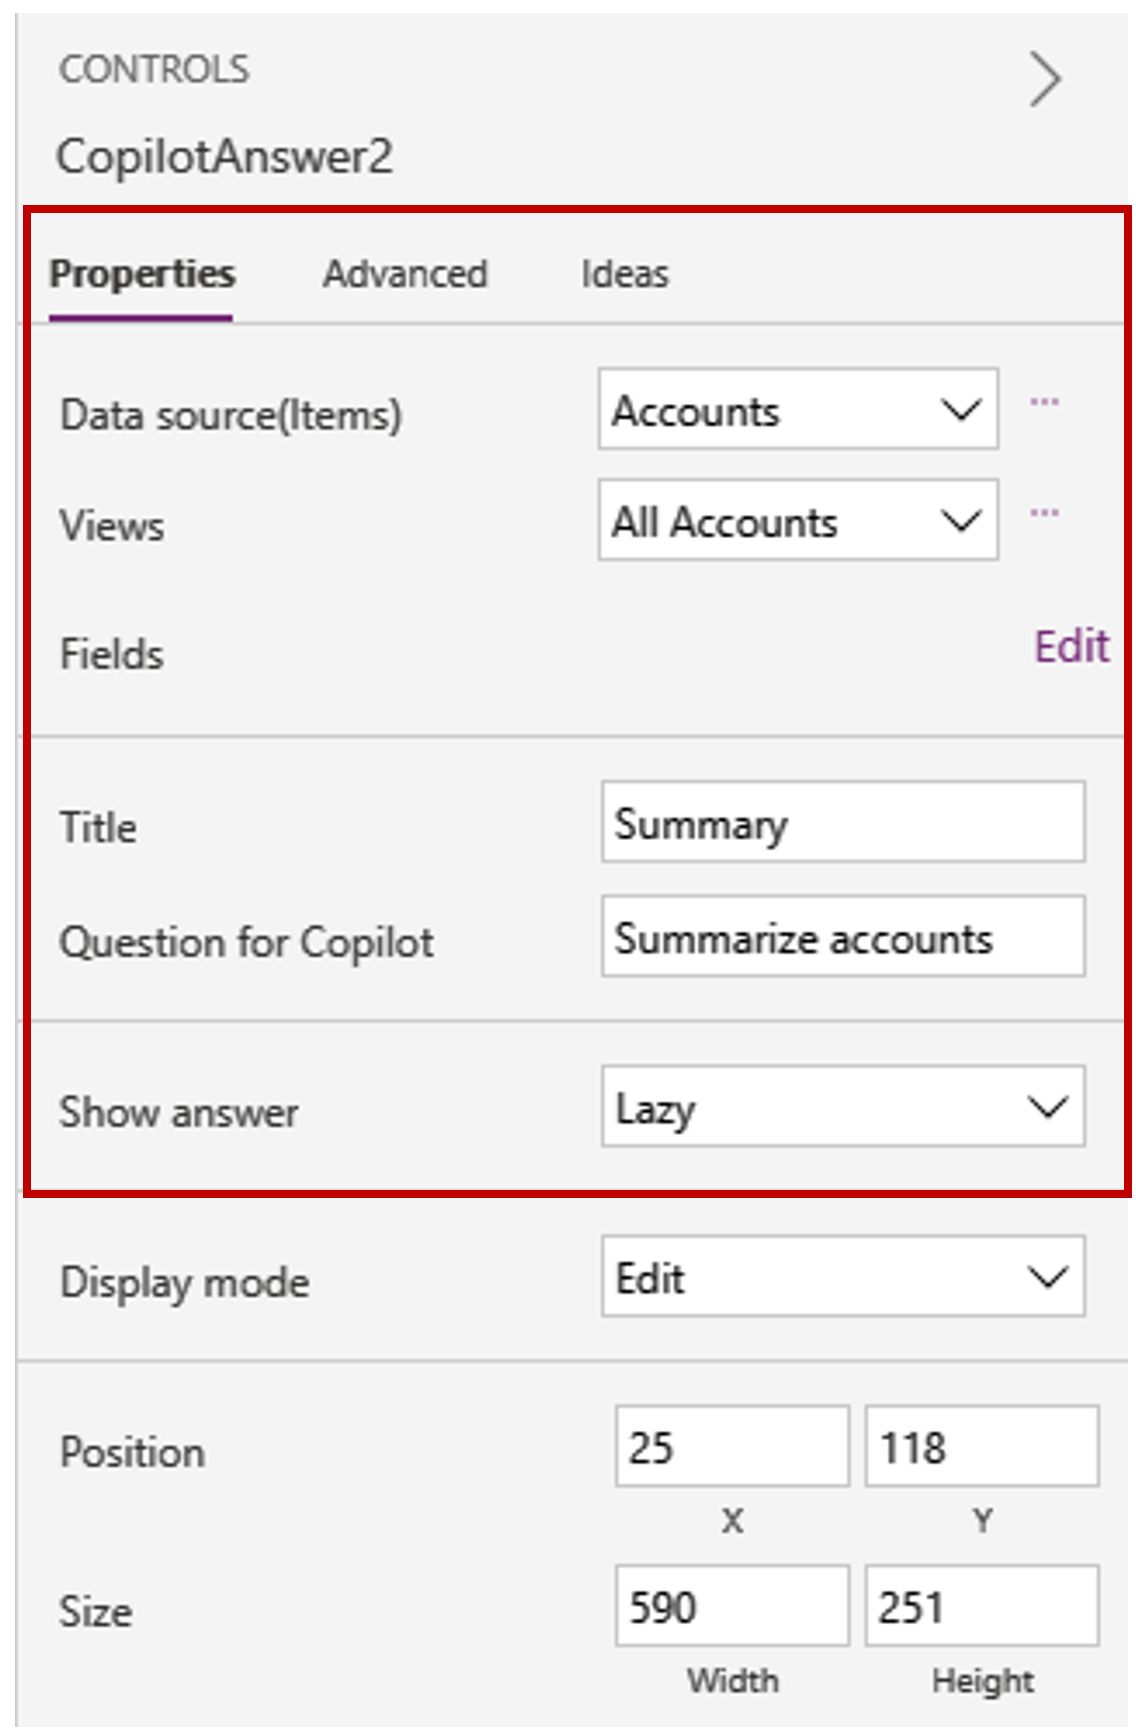 CONTROLS
CopilotAnswer2
Properties Advanced Ideas
Data source(Items) Accounts ...
Views All Accounts ...
Fields Edit
Title Summary
Question for Copilot Summarize accounts
Show answer Lazy
Display mode Edit
Position 25 118
X Y
Size 590 251
Width Height